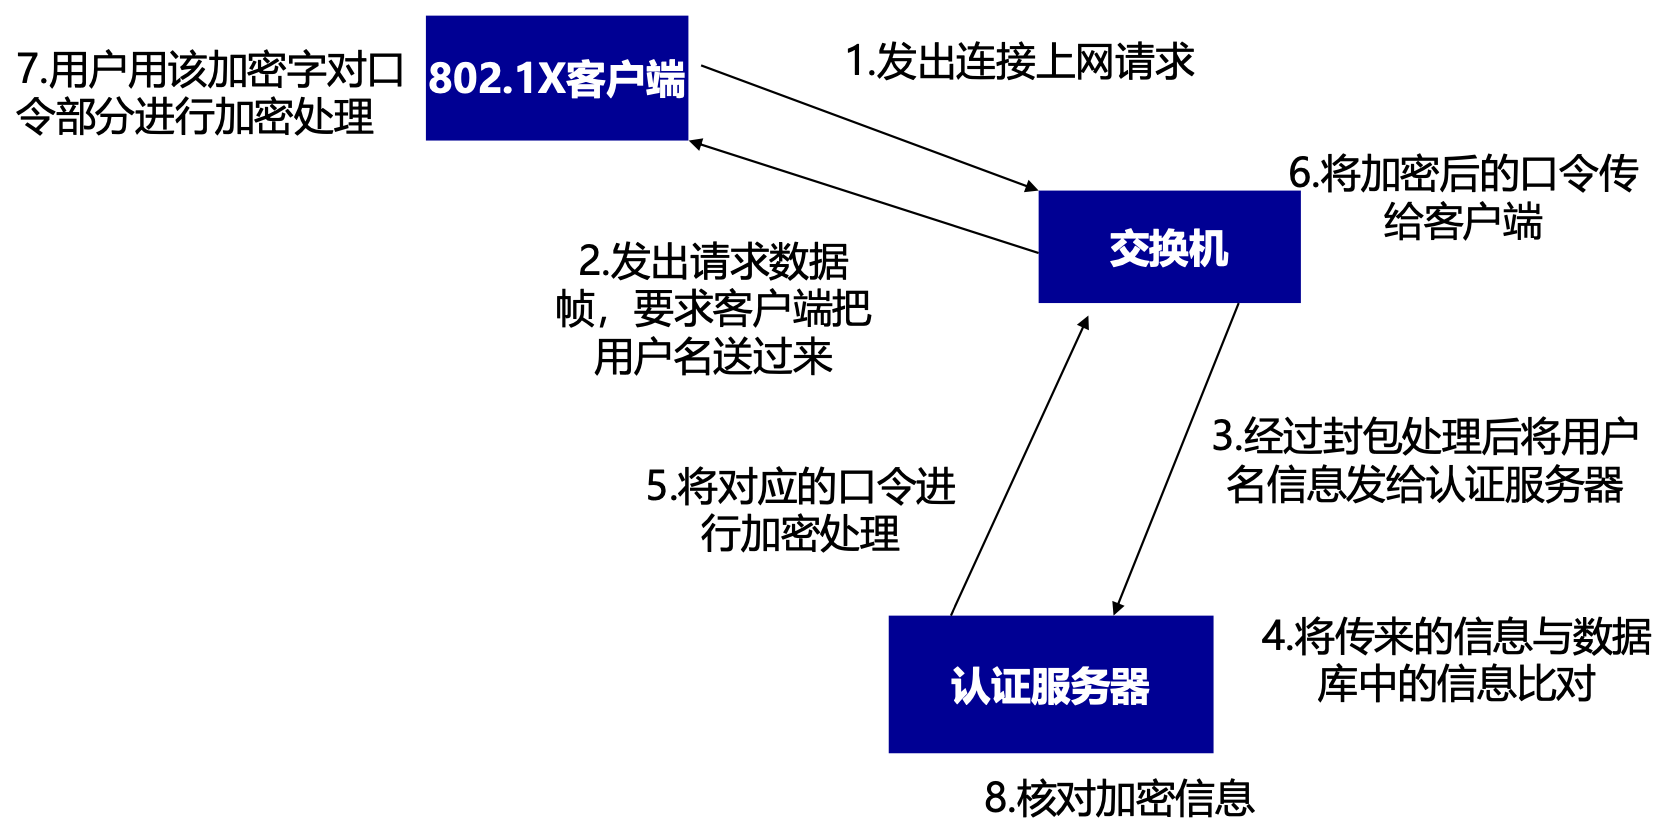 7.用户用该加密字对口
令部分进行加密处理
802.1X客户端
1.发出连接上网请求
6.将加密后的口令传
给客户端
交换机
2.发出请求数据
帧，要求客户端把
用户名送过来
3.经过封包处理后将用户
名信息发给认证服务器
5.将对应的口令进
行加密处理
认证服务器
4.将传来的信息与数据
库中的信息比对
8.核对加密信息